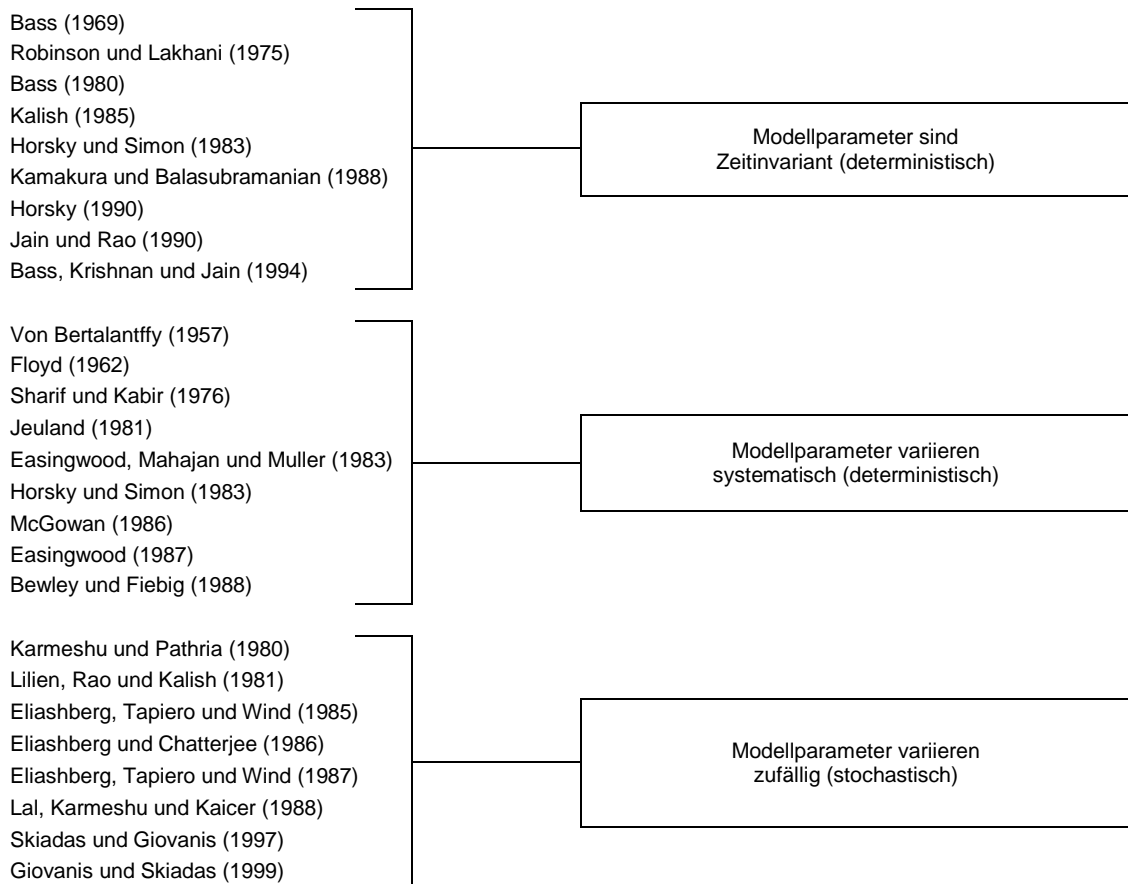 Bass (1969)
Robinson und Lakhani (1975)
Bass (1980)
Kalish (1985)
Horsky und Simon (1983)
Kamakura und Balasubramanian (1988)
Horsky (1990)
Jain und Rao (1990)
Bass, Krishnan und Jain (1994)
Modellparameter sind
Zeitinvariant (deterministisch)
Von Bertalantffy (1957)
Floyd (1962)
Sharif und Kabir (1976)
Jeuland (1981)
Easingwood, Mahajan und Muller (1983)
Horsky und Simon (1983)
McGowan (1986)
Easingwood (1987)
Bewley und Fiebig (1988)
Modellparameter variieren
systematisch (deterministisch)
Karmeshu und Pathria (1980)
Lilien, Rao und Kalish (1981)
Eliashberg, Tapiero und Wind (1985)
Eliashberg und Chatterjee (1986)
Eliashberg, Tapiero und Wind (1987)
Lal, Karmeshu und Kaicer (1988)
Skiadas und Giovanis (1997)
Giovanis und Skiadas (1999)
Modellparameter variieren
zufällig (stochastisch)